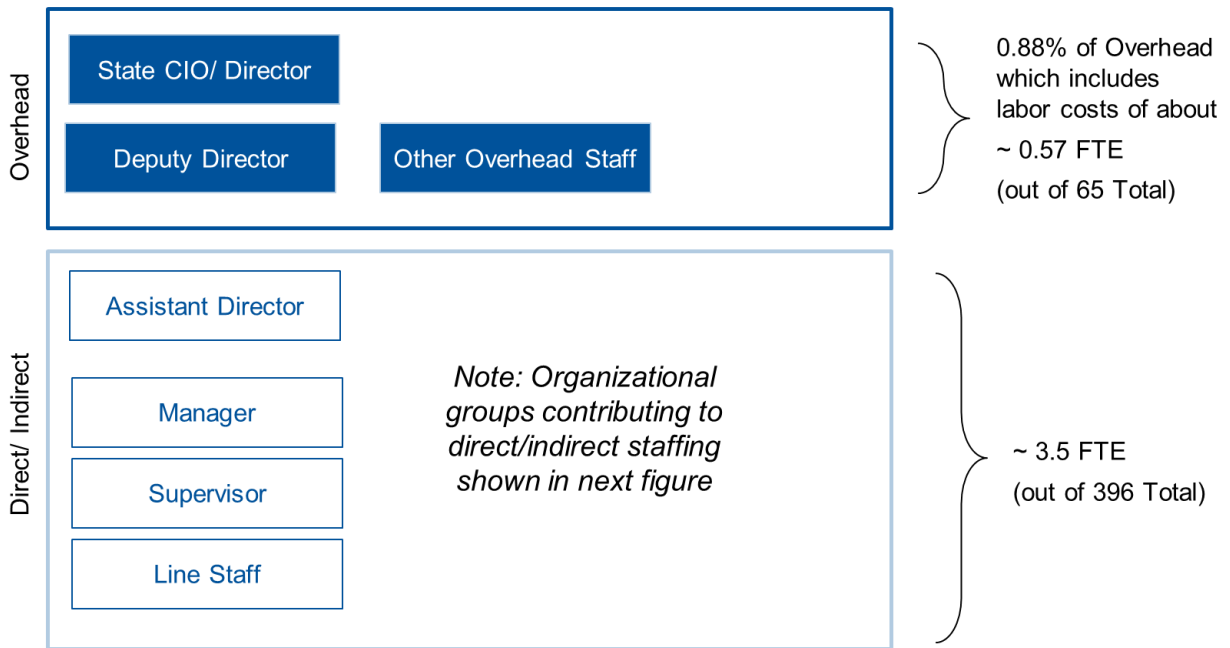 Overhead
State CIO/ Director
Deputy Director
Other Overhead Staff
0.88% of Overhead
which includes
labor costs of about
~ 0.57 FTE
(out of 65 Total)
Direct/ Indirect
Assistant Director
Manager
Supervisor
Line Staff
Note: Organizational
groups contributing to
direct/indirect staffing
shown in next figure
~ 3.5 FTE
(out of 396 Total)